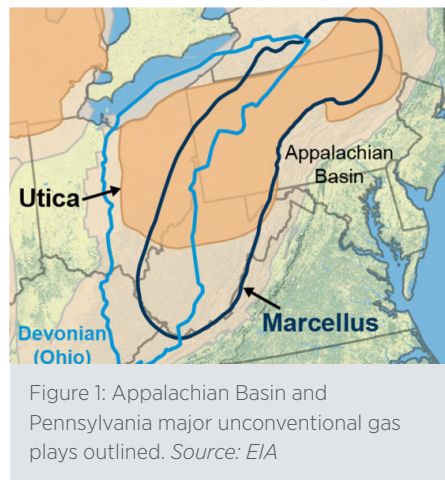 Utica
Appalachian
Basin
Marcellus
Devonian
(Ohio)
Figure 1: Appalachian Basin and
Pennsylvania major unconventional gas
plays outlined. Source: EIA